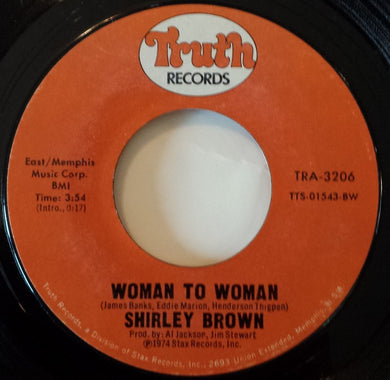 Truth
RECORDS
East/Memphis
Music Corp.
BMI
Time: 3:54
(Intro., 0:17)
TRA-3206
TTS-01543-BW
WOMAN TO WOMAN
(James Banks, Eddie Marion, Henderson Thigpen)
SHIRLEY BROWN
Prod. by: Al Jackson, Jim Stewart
℗1974 Stax Records, Inc.
Truth Records, a Division of Stax Records, Inc., 2693 Union Extended, Memphis, Tn. U.S.A.